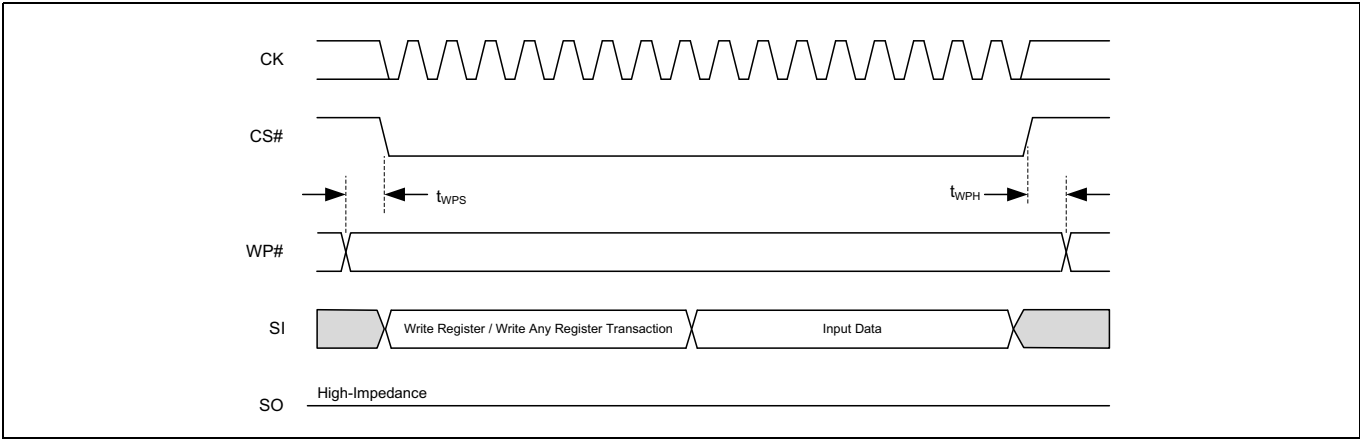 CK
CS#
tWPS
tWPH
WP#
SI
Write Register / Write Any Register Transaction
Input Data
High-Impedance
SO